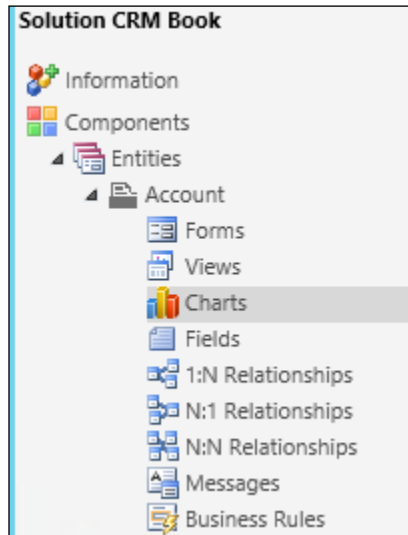 Solution CRM Book
Information
Components
Entities
Account
Forms
Views
Charts
Fields
1:N Relationships
N:1 Relationships
N:N Relationships
Messages
Business Rules